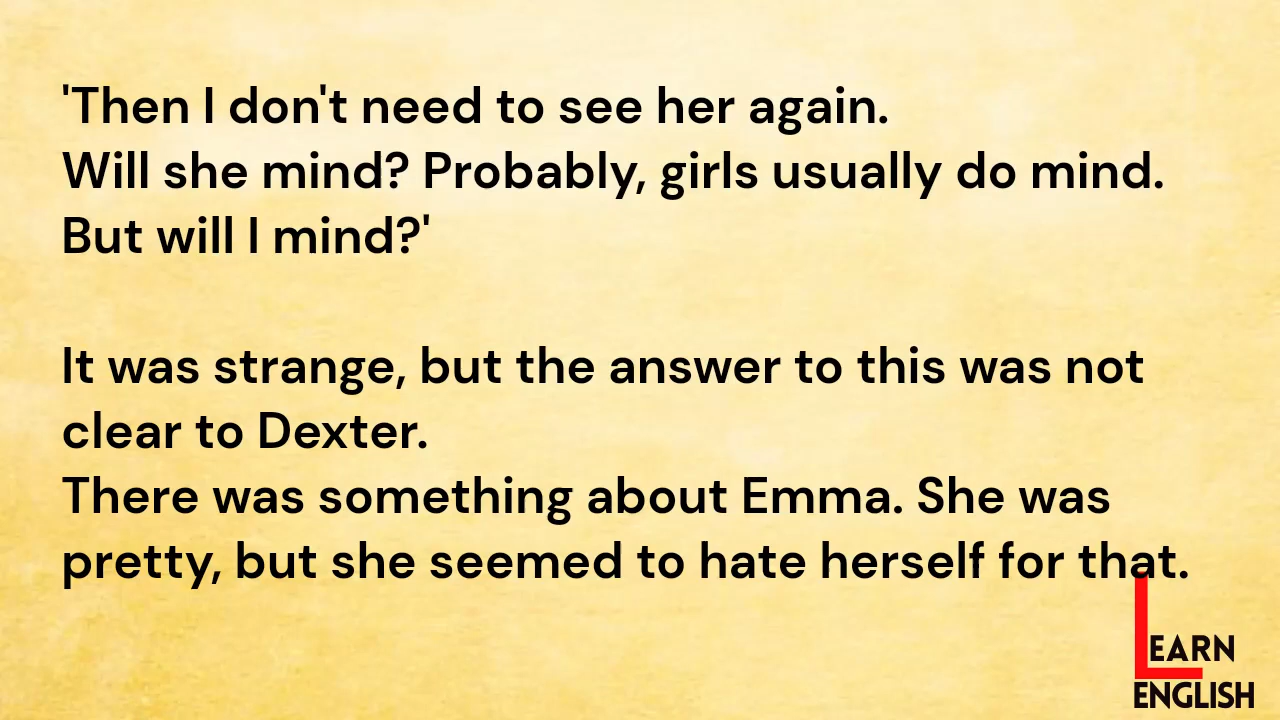 'Then I don't need to see her again.
Will she mind? Probably, girls usually do mind.
But will I mind?'
It was strange, but the answer to this was not
clear to Dexter.
There was something about Emma. She was
pretty, but she seemed to hate herself for that.
LEARN
ENGLISH